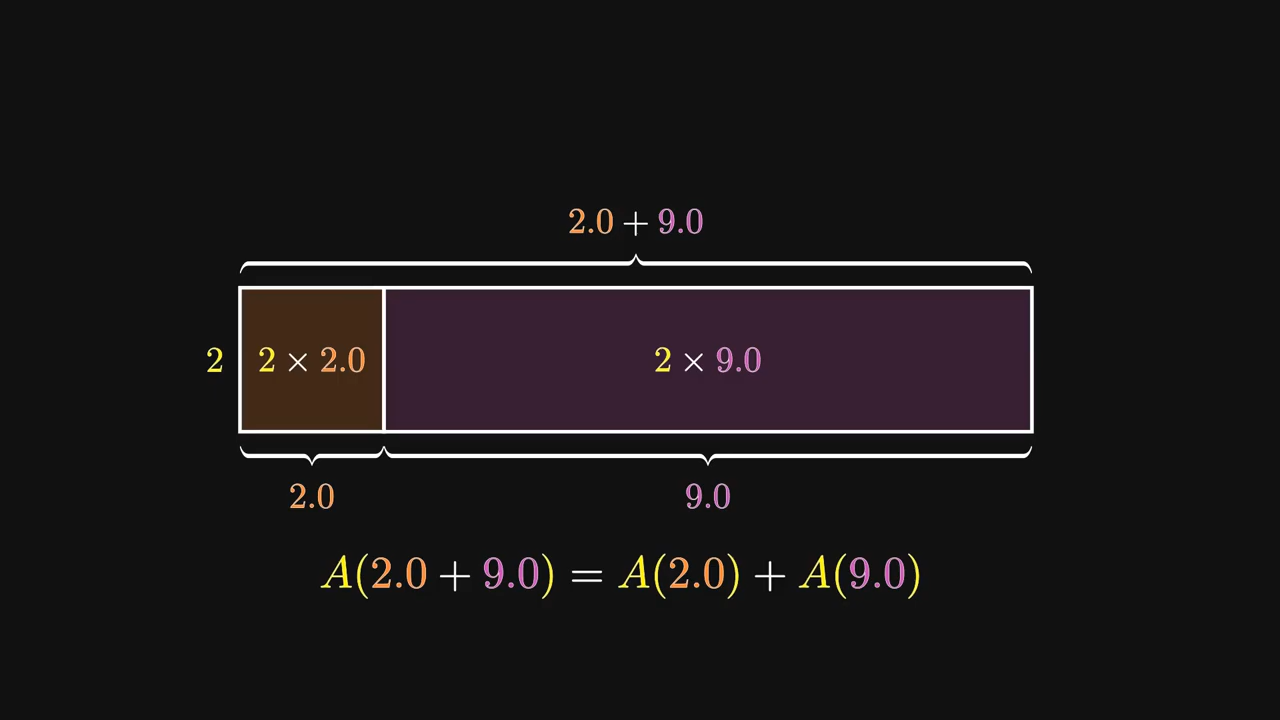 2.0 + 9.0
2 2 × 2.0 2 × 9.0
2.0 9.0
A(2.0 + 9.0) = A(2.0) + A(9.0)